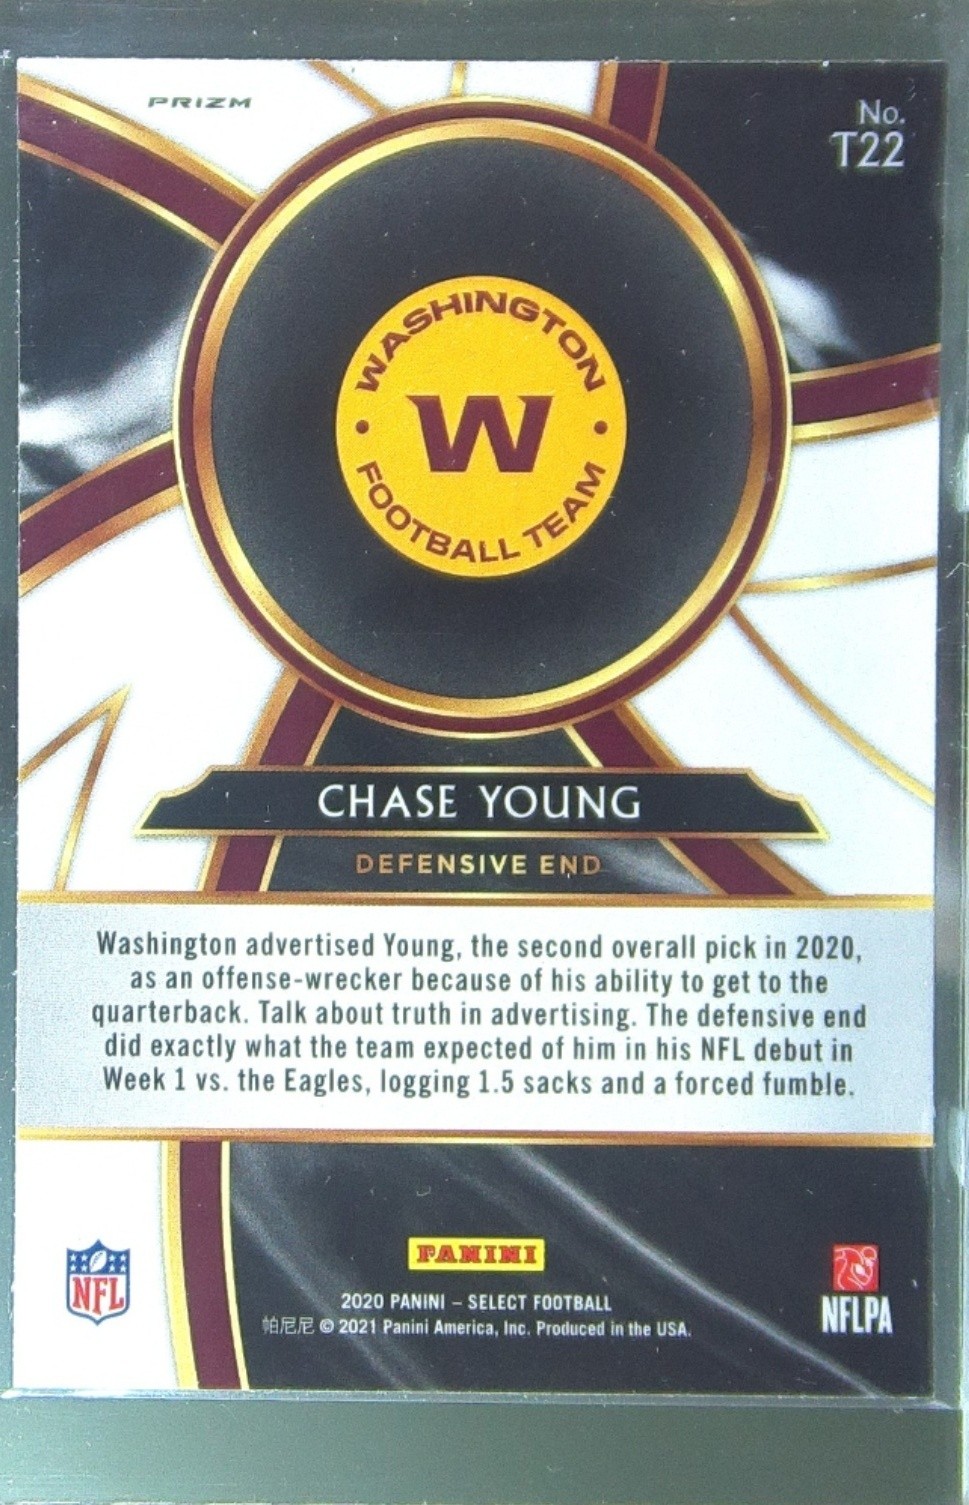 PRIZM
No.
T22
WASHINGTON
W
FOOTBALL TEAM
CHASE YOUNG
DEFENSIVE END
Washington advertised Young, the second overall pick in 2020,
as an offense-wrecker because of his ability to get to the
quarterback. Talk about truth in advertising. The defensive end
did exactly what the team expected of him in his NFL debut in
Week 1 vs. the Eagles, logging 1.5 sacks and a forced fumble.
NFL
PANINI
NFLPA
2020 PANINI – SELECT FOOTBALL
帕尼尼 © 2021 Panini America, Inc. Produced in the USA.